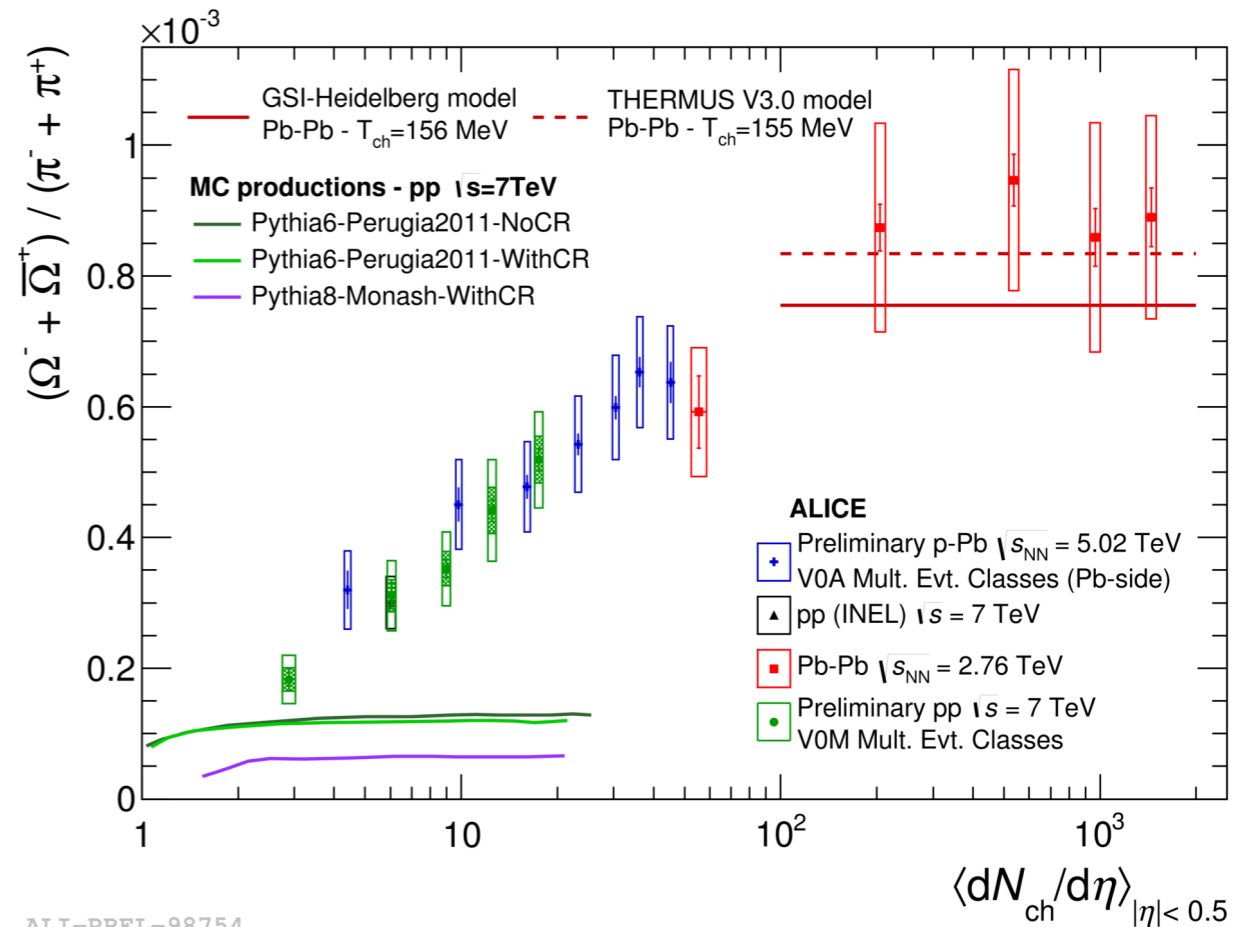 ×10⁻³
(Ω⁻ + Ω̅⁺) / (π⁻ + π⁺)
GSI-Heidelberg model
Pb-Pb - T_ch=156 MeV
THERMUS V3.0 model
Pb-Pb - T_ch=155 MeV
MC productions - pp √s=7TeV
Pythia6-Perugia2011-NoCR
Pythia6-Perugia2011-WithCR
Pythia8-Monash-WithCR
1
0.8
0.6
0.4
0.2
0
ALICE
Preliminary p-Pb √s_NN = 5.02 TeV
V0A Mult. Evt. Classes (Pb-side)
pp (INEL) √s = 7 TeV
Pb-Pb √s_NN = 2.76 TeV
Preliminary pp √s = 7 TeV
V0M Mult. Evt. Classes
1 10 10² 10³
⟨dN_ch/dη⟩_|η|< 0.5
ALI-PREL-98754